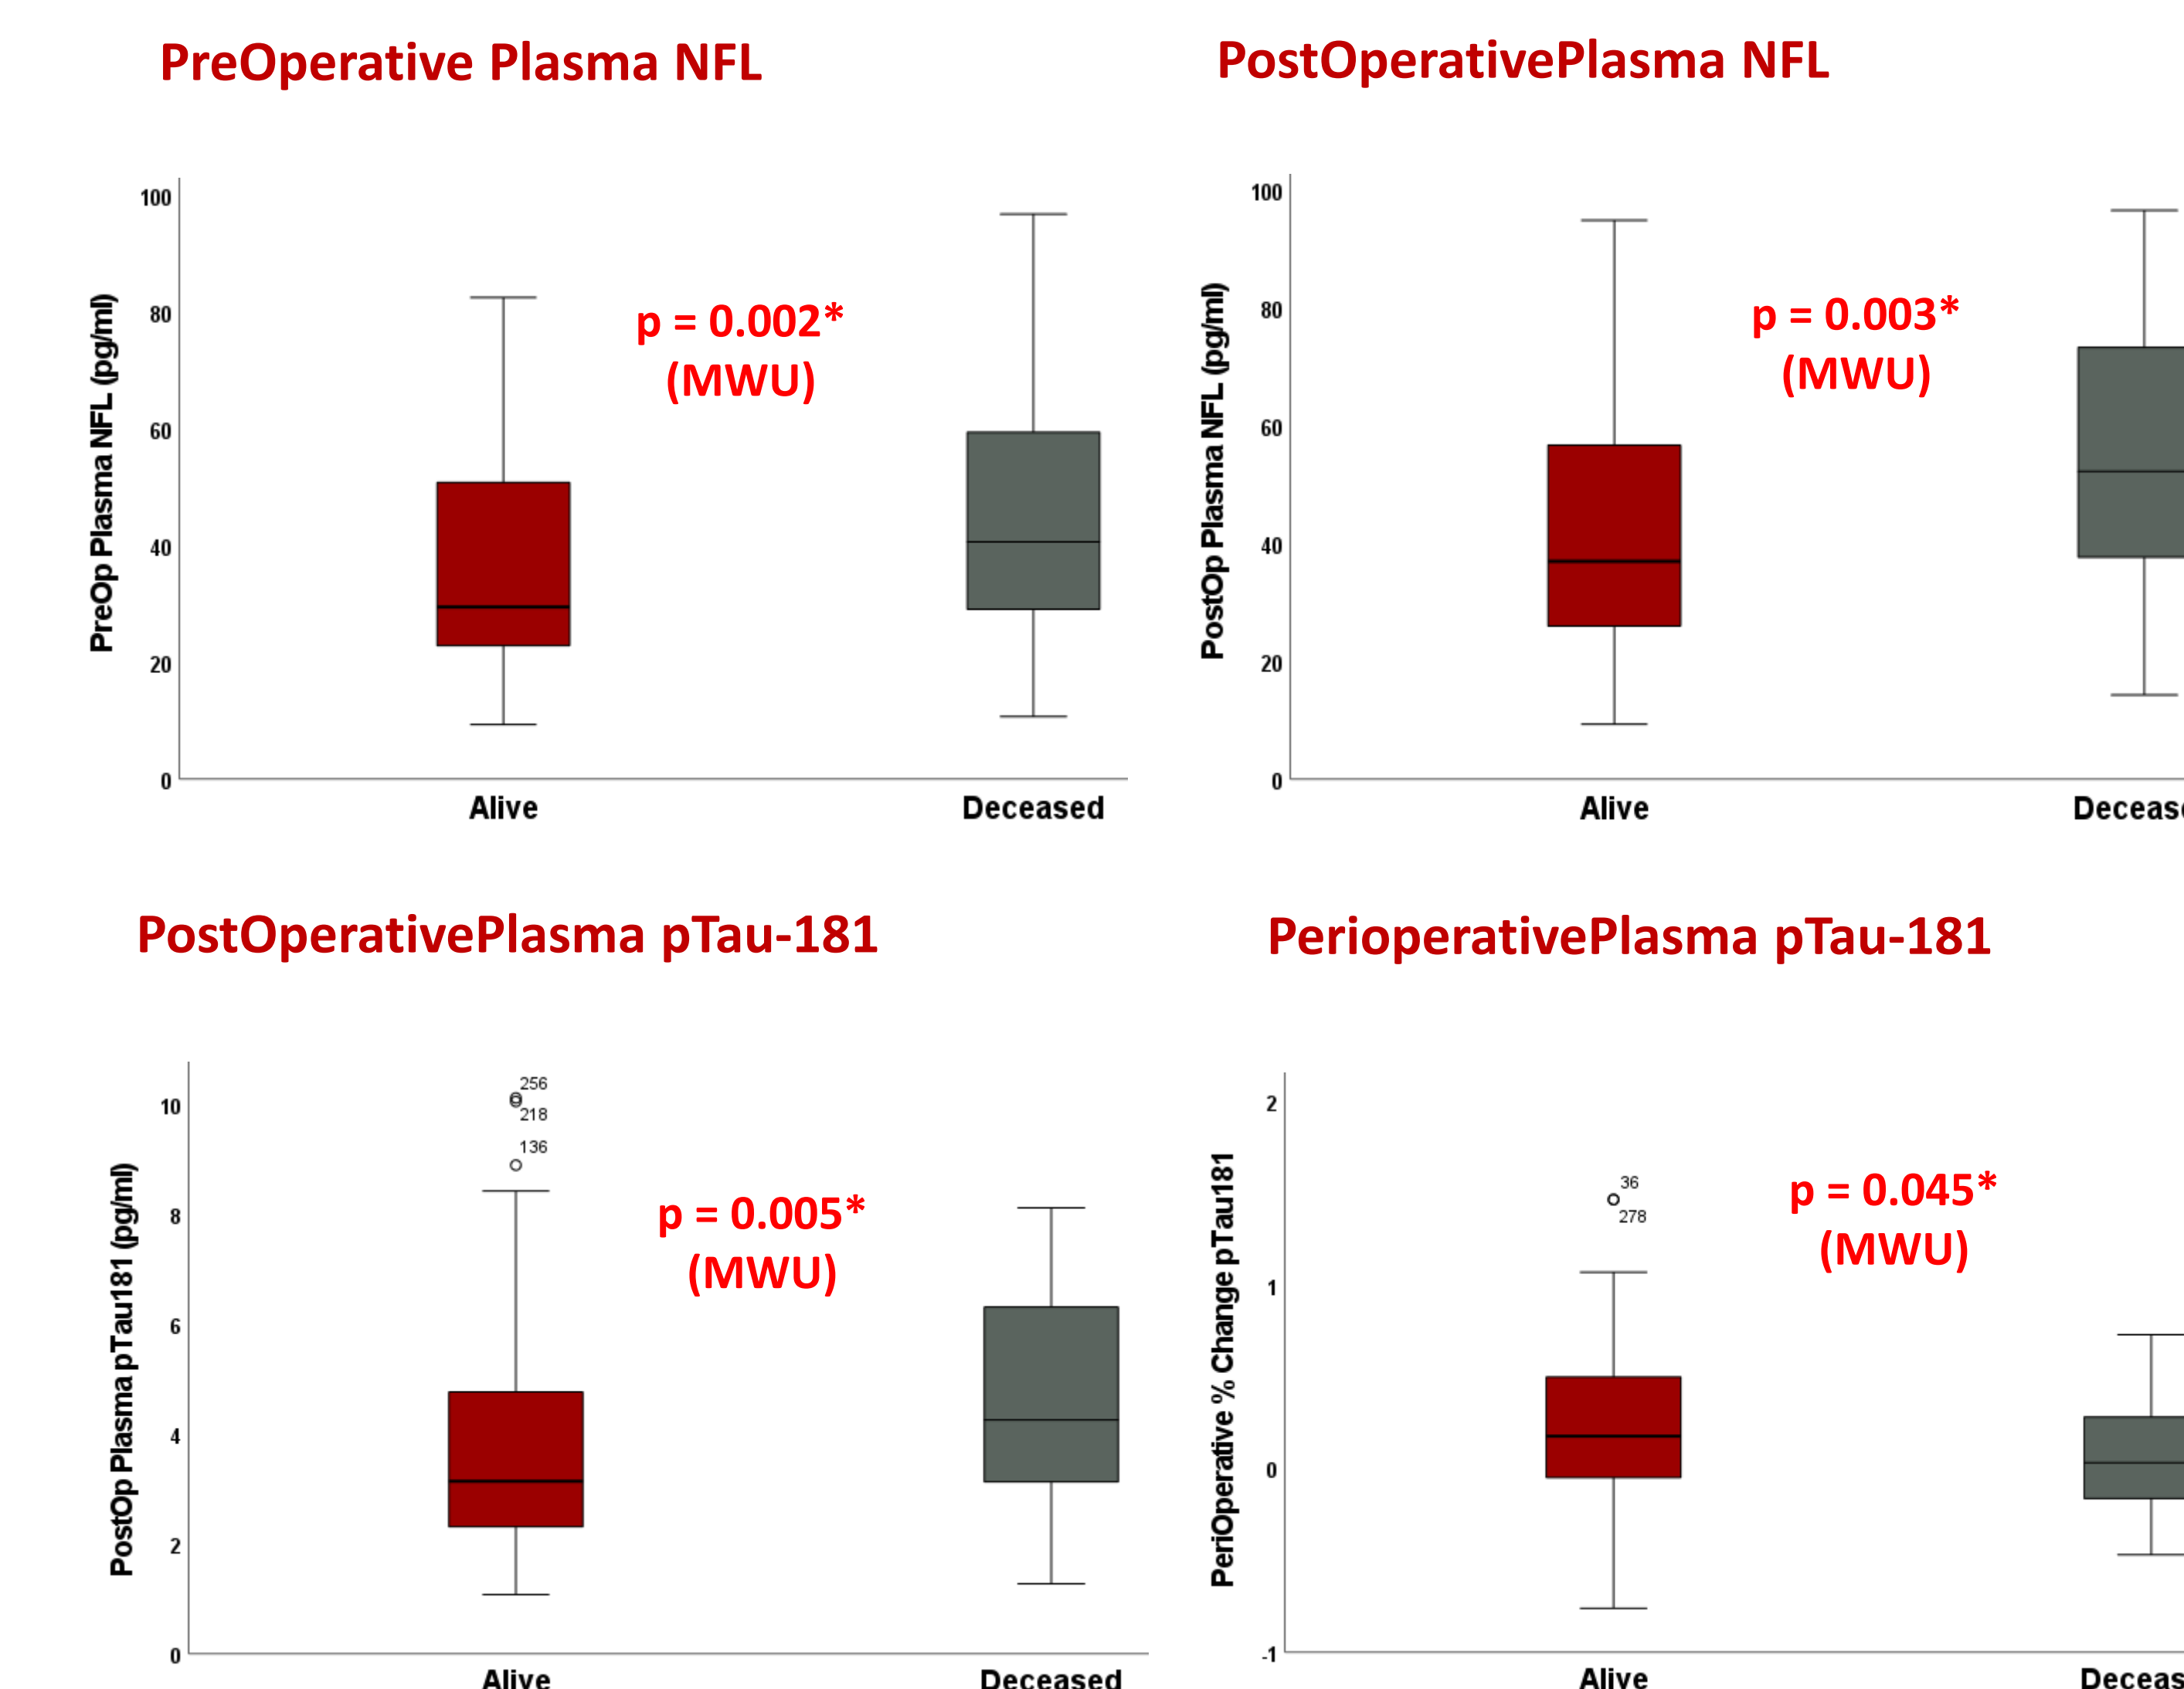 PreOperative Plasma NFL
PreOp Plasma NFL (pg/ml)
100
80
60
40
20
0
p = 0.002*
(MWU)
Alive
Deceased
PostOperativePlasma NFL
PostOp Plasma NFL (pg/ml)
100
80
60
40
20
0
p = 0.003*
(MWU)
Alive
Decease
PostOperativePlasma pTau-181
PostOp Plasma pTau181 (pg/ml)
10
8
6
4
2
0
256
218
136
p = 0.005*
(MWU)
Alive
Deceased
PerioperativePlasma pTau-181
PeriOperative % Change pTau181
2
1
0
-1
36
278
p = 0.045*
(MWU)
Alive
Deceas